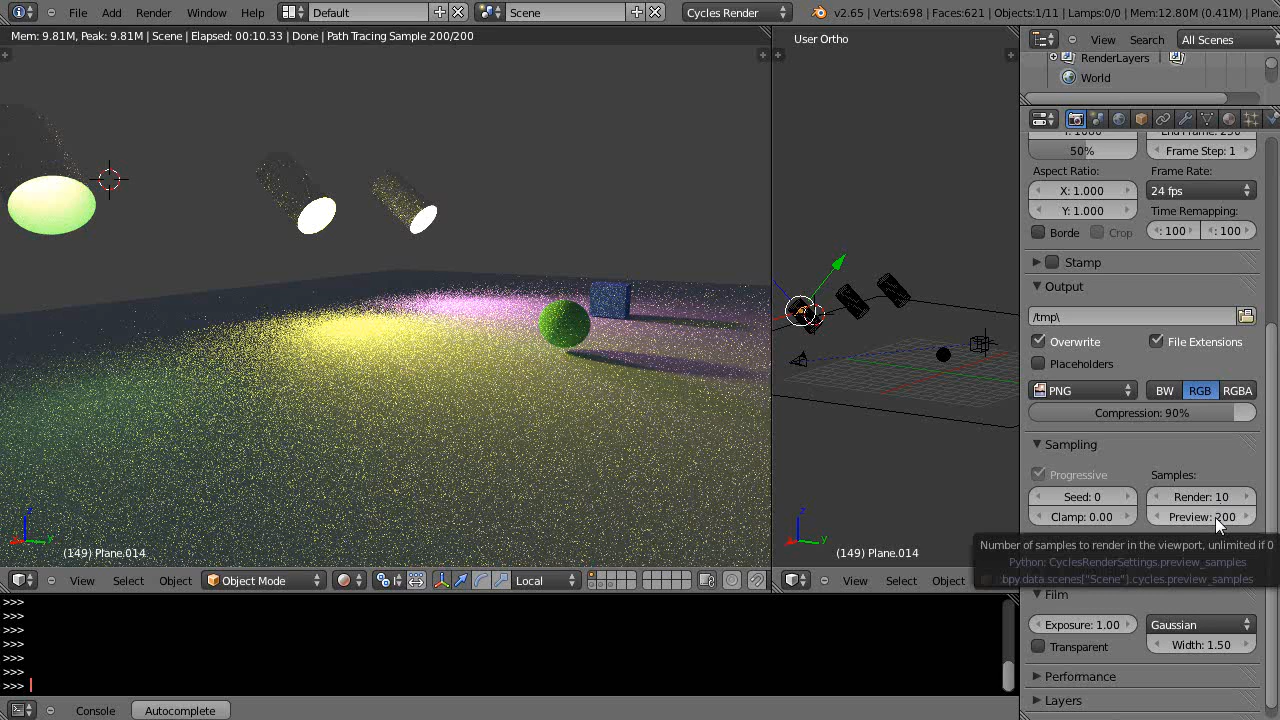 File Add Render Window Help Default Scene Cycles Render v2.65 | Verts:698 | Faces:621 | Objects:1/11 | Lamps:0/0 | Mem:12.80M (0.41M) | Plane.
Mem: 9.81M, Peak: 9.81M | Scene | Elapsed: 00:10.33 | Done | Path Tracing Sample 200/200
User Ortho
View Search All Scenes
RenderLayers
World
50% Frame Step: 1
Aspect Ratio: Frame Rate:
X: 1.000 24 fps
Y: 1.000 Time Remapping:
Borde Crop : 100 : 100
Stamp
Output
/tmp\
Overwrite File Extensions
Placeholders
PNG BW RGB RGBA
Compression: 90%
Sampling
Progressive Samples:
Seed: 0 Render: 10
Clamp: 0.00 Preview: 200
Number of samples to render in the viewport, unlimited if 0
Python: CyclesRenderSettings.preview_samples
bpy.data.scenes["Scene"].cycles.preview_samples
Film
Exposure: 1.00 Gaussian
Transparent Width: 1.50
Performance
Layers
z
y
(149) Plane.014
z
y
(149) Plane.014
View Select Object Object Mode Local View Select Object
>>>
>>>
>>>
>>>
>>>
>>>
>>>
Console Autocomplete